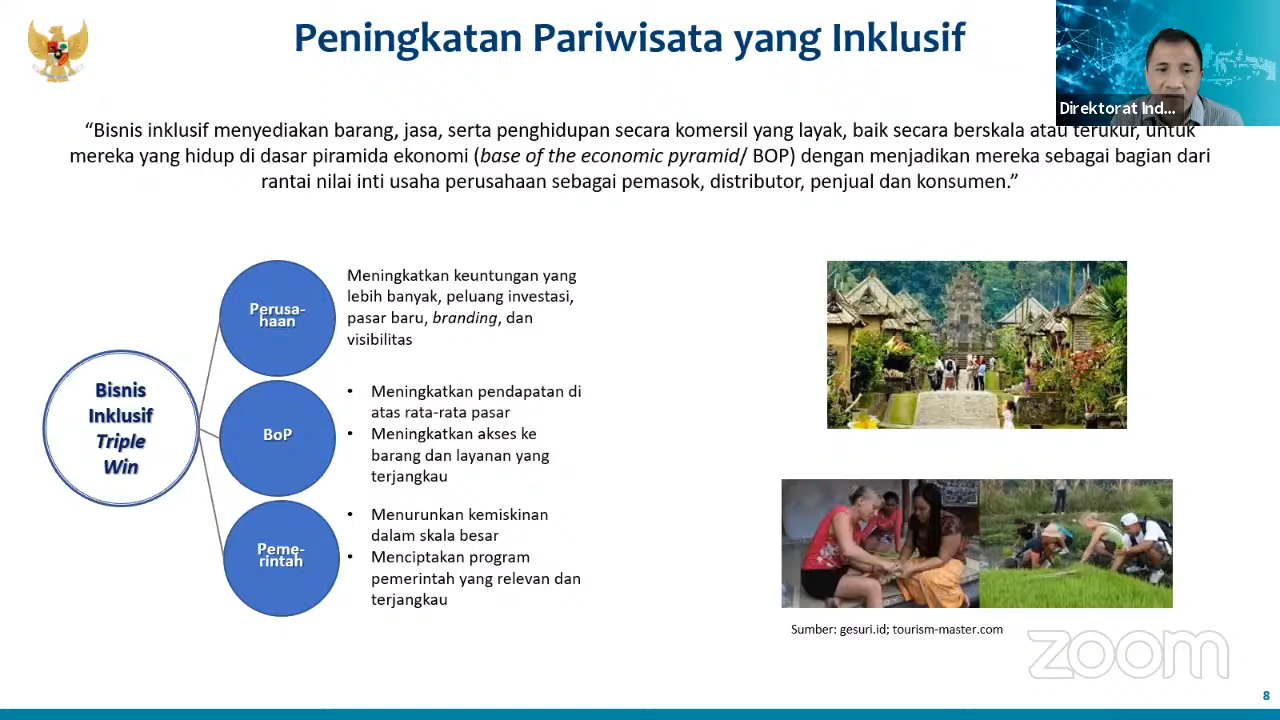 Peningkatan Pariwisata yang Inklusif
Direktorat Ind...
“Bisnis inklusif menyediakan barang, jasa, serta penghidupan secara komersil yang layak, baik secara berskala atau terukur, untuk
mereka yang hidup di dasar piramida ekonomi (base of the economic pyramid/ BOP) dengan menjadikan mereka sebagai bagian dari
rantai nilai inti usaha perusahaan sebagai pemasok, distributor, penjual dan konsumen.”
Bisnis
Inklusif
Triple
Win
Perusa-
haan
Meningkatkan keuntungan yang
lebih banyak, peluang investasi,
pasar baru, branding, dan
visibilitas
BoP
• Meningkatkan pendapatan di
atas rata-rata pasar
• Meningkatkan akses ke
barang dan layanan yang
terjangkau
Peme-
rintah
• Menurunkan kemiskinan
dalam skala besar
• Menciptakan program
pemerintah yang relevan dan
terjangkau
Sumber: gesuri.id; tourism-master.com
zoom
8